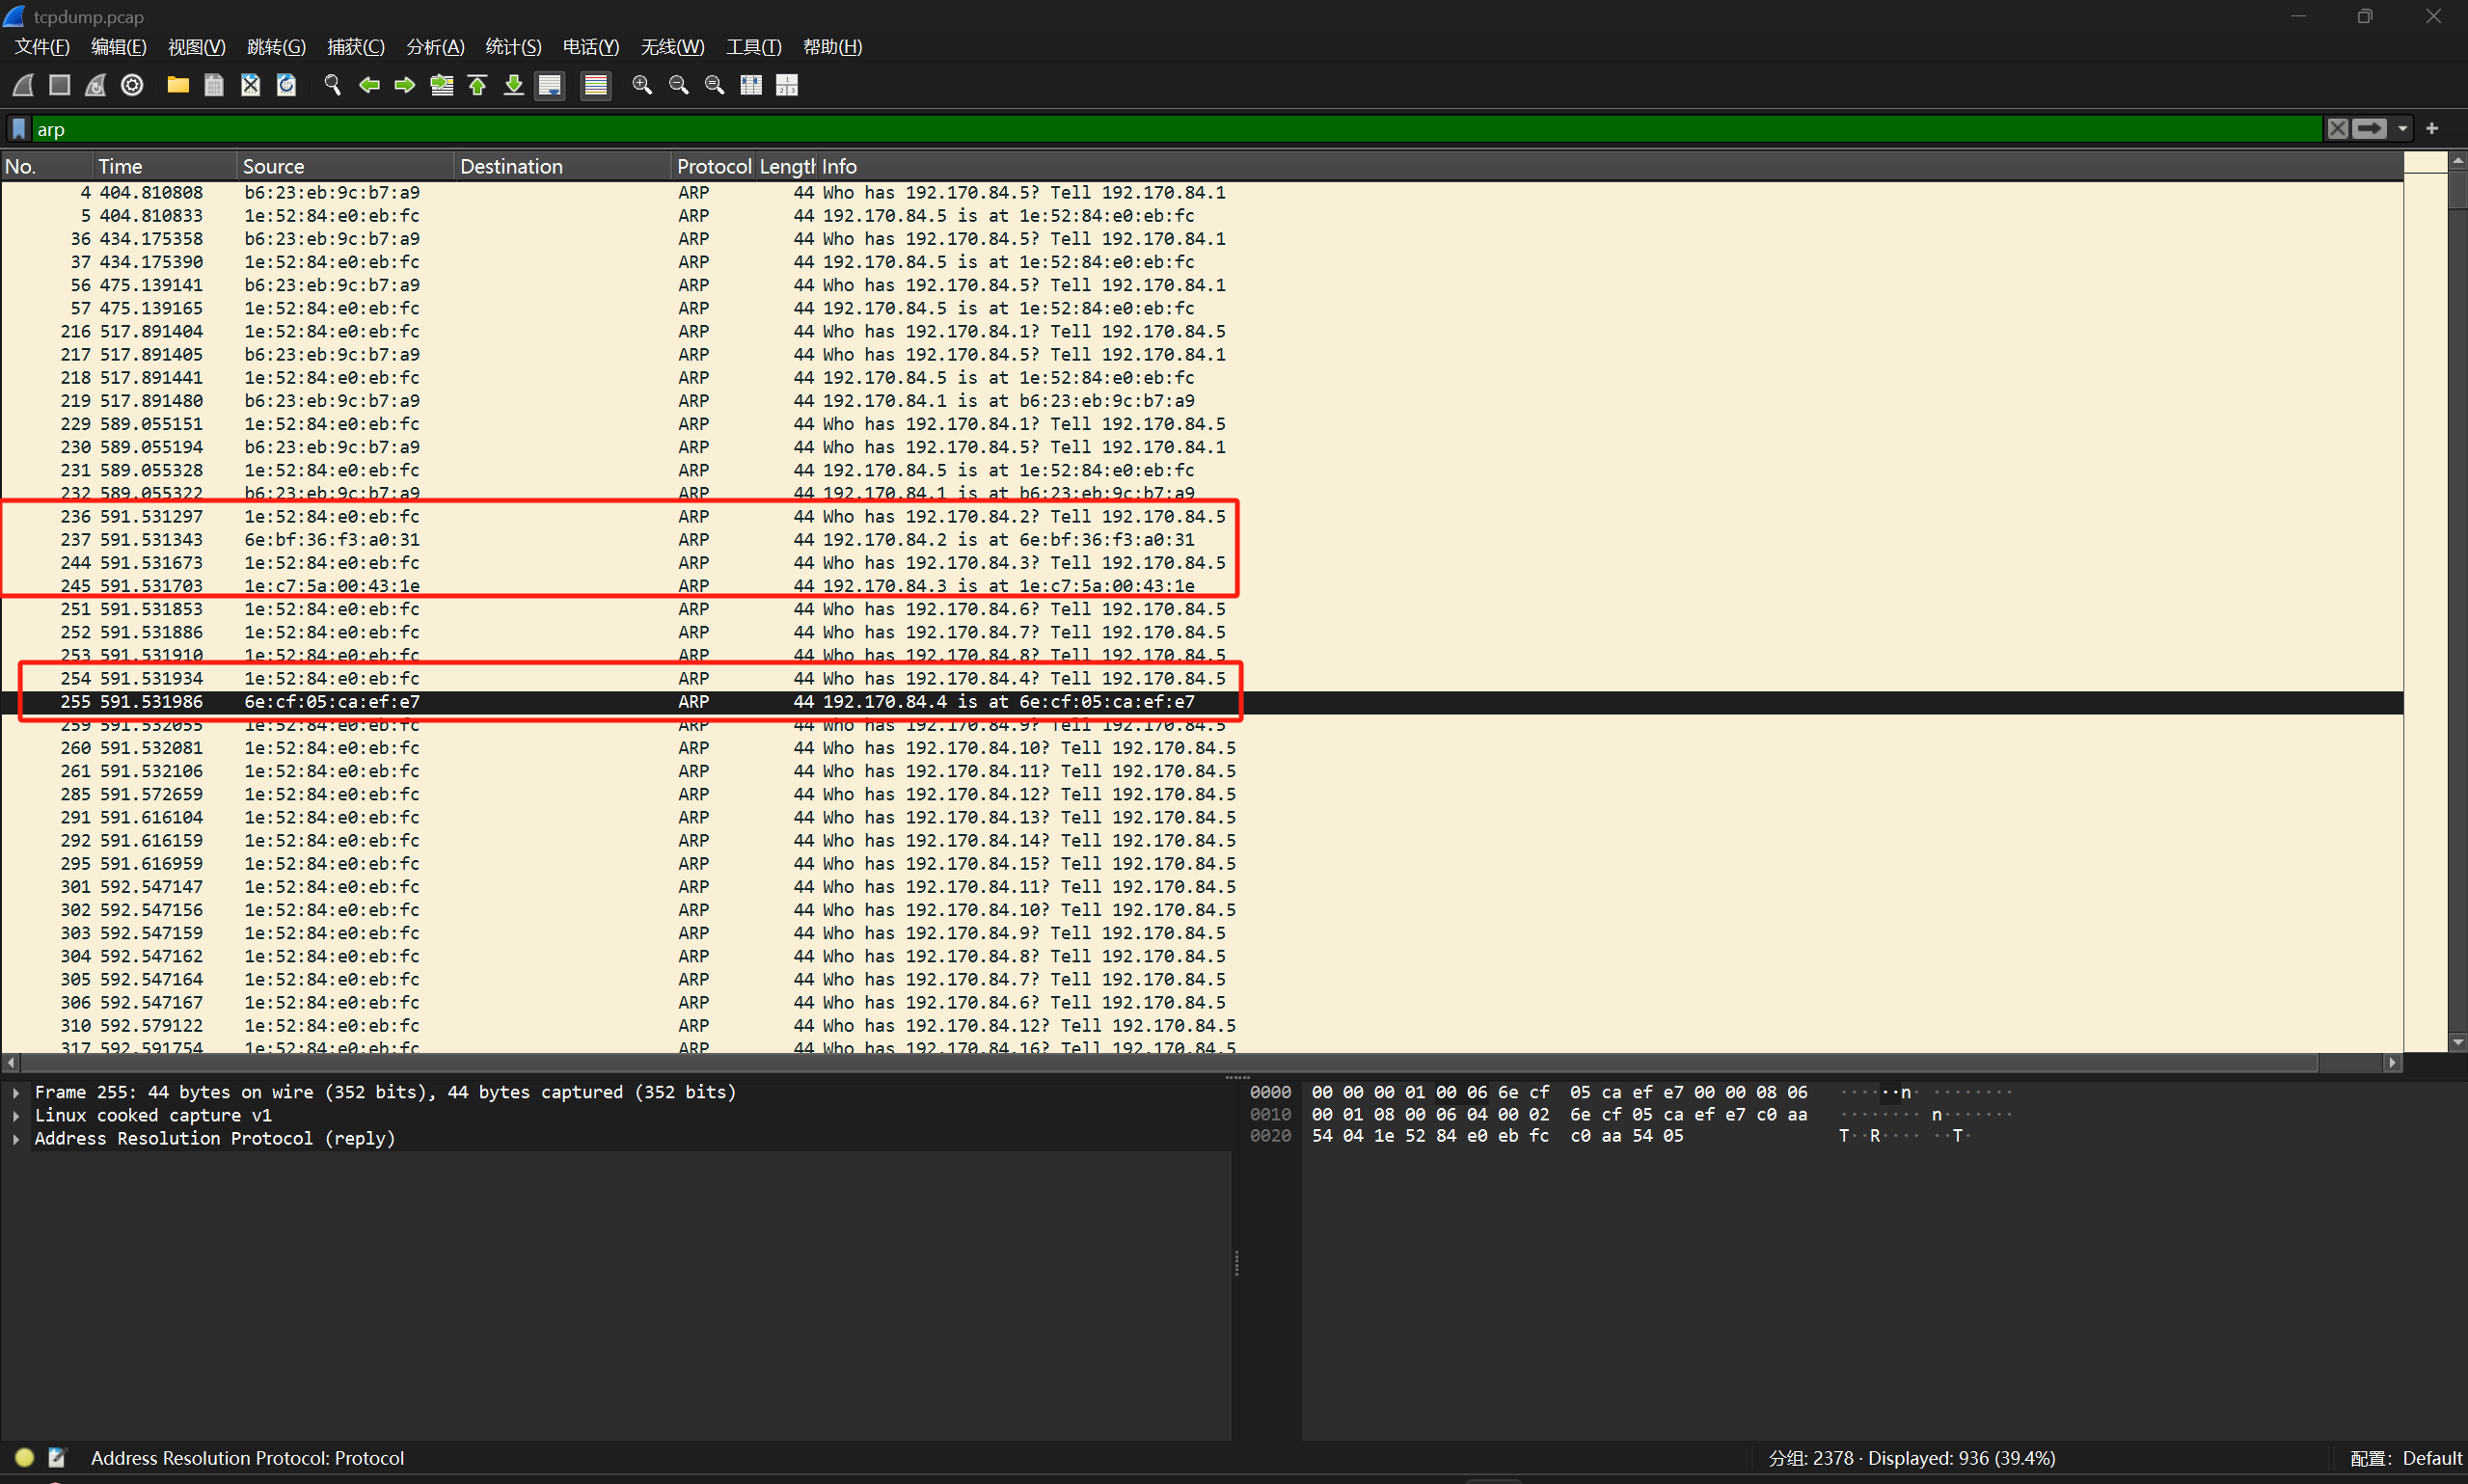 tcpdump.pcap
文件(F) 编辑(E) 视图(V) 跳转(G) 捕获(C) 分析(A) 统计(S) 电话(Y) 无线(W) 工具(T) 帮助(H)
arp
No. Time Source Destination Protocol Length Info
4 404.810808 b6:23:eb:9c:b7:a9 ARP 44 Who has 192.170.84.5? Tell 192.170.84.1
5 404.810833 1e:52:84:e0:eb:fc ARP 44 192.170.84.5 is at 1e:52:84:e0:eb:fc
36 434.175358 b6:23:eb:9c:b7:a9 ARP 44 Who has 192.170.84.5? Tell 192.170.84.1
37 434.175390 1e:52:84:e0:eb:fc ARP 44 192.170.84.5 is at 1e:52:84:e0:eb:fc
56 475.139141 b6:23:eb:9c:b7:a9 ARP 44 Who has 192.170.84.5? Tell 192.170.84.1
57 475.139165 1e:52:84:e0:eb:fc ARP 44 192.170.84.5 is at 1e:52:84:e0:eb:fc
216 517.891404 1e:52:84:e0:eb:fc ARP 44 Who has 192.170.84.1? Tell 192.170.84.5
217 517.891405 b6:23:eb:9c:b7:a9 ARP 44 Who has 192.170.84.5? Tell 192.170.84.1
218 517.891441 1e:52:84:e0:eb:fc ARP 44 192.170.84.5 is at 1e:52:84:e0:eb:fc
219 517.891480 b6:23:eb:9c:b7:a9 ARP 44 192.170.84.1 is at b6:23:eb:9c:b7:a9
229 589.055151 1e:52:84:e0:eb:fc ARP 44 Who has 192.170.84.1? Tell 192.170.84.5
230 589.055194 b6:23:eb:9c:b7:a9 ARP 44 Who has 192.170.84.5? Tell 192.170.84.1
231 589.055328 1e:52:84:e0:eb:fc ARP 44 192.170.84.5 is at 1e:52:84:e0:eb:fc
232 589.055322 b6:23:eb:9c:b7:a9 ARP 44 192.170.84.1 is at b6:23:eb:9c:b7:a9
236 591.531297 1e:52:84:e0:eb:fc ARP 44 Who has 192.170.84.2? Tell 192.170.84.5
237 591.531343 6e:bf:36:f3:a0:31 ARP 44 192.170.84.2 is at 6e:bf:36:f3:a0:31
244 591.531673 1e:52:84:e0:eb:fc ARP 44 Who has 192.170.84.3? Tell 192.170.84.5
245 591.531703 1e:c7:5a:00:43:1e ARP 44 192.170.84.3 is at 1e:c7:5a:00:43:1e
251 591.531853 1e:52:84:e0:eb:fc ARP 44 Who has 192.170.84.6? Tell 192.170.84.5
252 591.531886 1e:52:84:e0:eb:fc ARP 44 Who has 192.170.84.7? Tell 192.170.84.5
253 591.531910 1e:52:84:e0:eb:fc ARP 44 Who has 192.170.84.8? Tell 192.170.84.5
254 591.531934 1e:52:84:e0:eb:fc ARP 44 Who has 192.170.84.4? Tell 192.170.84.5
255 591.531986 6e:cf:05:ca:ef:e7 ARP 44 192.170.84.4 is at 6e:cf:05:ca:ef:e7
259 591.532055 1e:52:84:e0:eb:fc ARP 44 Who has 192.170.84.9? Tell 192.170.84.5
260 591.532081 1e:52:84:e0:eb:fc ARP 44 Who has 192.170.84.10? Tell 192.170.84.5
261 591.532106 1e:52:84:e0:eb:fc ARP 44 Who has 192.170.84.11? Tell 192.170.84.5
285 591.572659 1e:52:84:e0:eb:fc ARP 44 Who has 192.170.84.12? Tell 192.170.84.5
291 591.616104 1e:52:84:e0:eb:fc ARP 44 Who has 192.170.84.13? Tell 192.170.84.5
292 591.616159 1e:52:84:e0:eb:fc ARP 44 Who has 192.170.84.14? Tell 192.170.84.5
295 591.616959 1e:52:84:e0:eb:fc ARP 44 Who has 192.170.84.15? Tell 192.170.84.5
301 592.547147 1e:52:84:e0:eb:fc ARP 44 Who has 192.170.84.11? Tell 192.170.84.5
302 592.547156 1e:52:84:e0:eb:fc ARP 44 Who has 192.170.84.10? Tell 192.170.84.5
303 592.547159 1e:52:84:e0:eb:fc ARP 44 Who has 192.170.84.9? Tell 192.170.84.5
304 592.547162 1e:52:84:e0:eb:fc ARP 44 Who has 192.170.84.8? Tell 192.170.84.5
305 592.547164 1e:52:84:e0:eb:fc ARP 44 Who has 192.170.84.7? Tell 192.170.84.5
306 592.547167 1e:52:84:e0:eb:fc ARP 44 Who has 192.170.84.6? Tell 192.170.84.5
310 592.579122 1e:52:84:e0:eb:fc ARP 44 Who has 192.170.84.12? Tell 192.170.84.5
317 592.591754 1e:52:84:e0:eb:fc ARP 44 Who has 192.170.84.16? Tell 192.170.84.5
Frame 255: 44 bytes on wire (352 bits), 44 bytes captured (352 bits)
Linux cooked capture v1
Address Resolution Protocol (reply)
0000 00 00 00 01 00 06 6e cf 05 ca ef e7 00 00 08 06 ······n· ········
0010 00 01 08 00 06 04 00 02 6e cf 05 ca ef e7 c0 aa ········ n·······
0020 54 04 1e 52 84 e0 eb fc c0 aa 54 05 T··R···· ··T·
Address Resolution Protocol: Protocol
分组: 2378 · Displayed: 936 (39.4%)
配置: Default